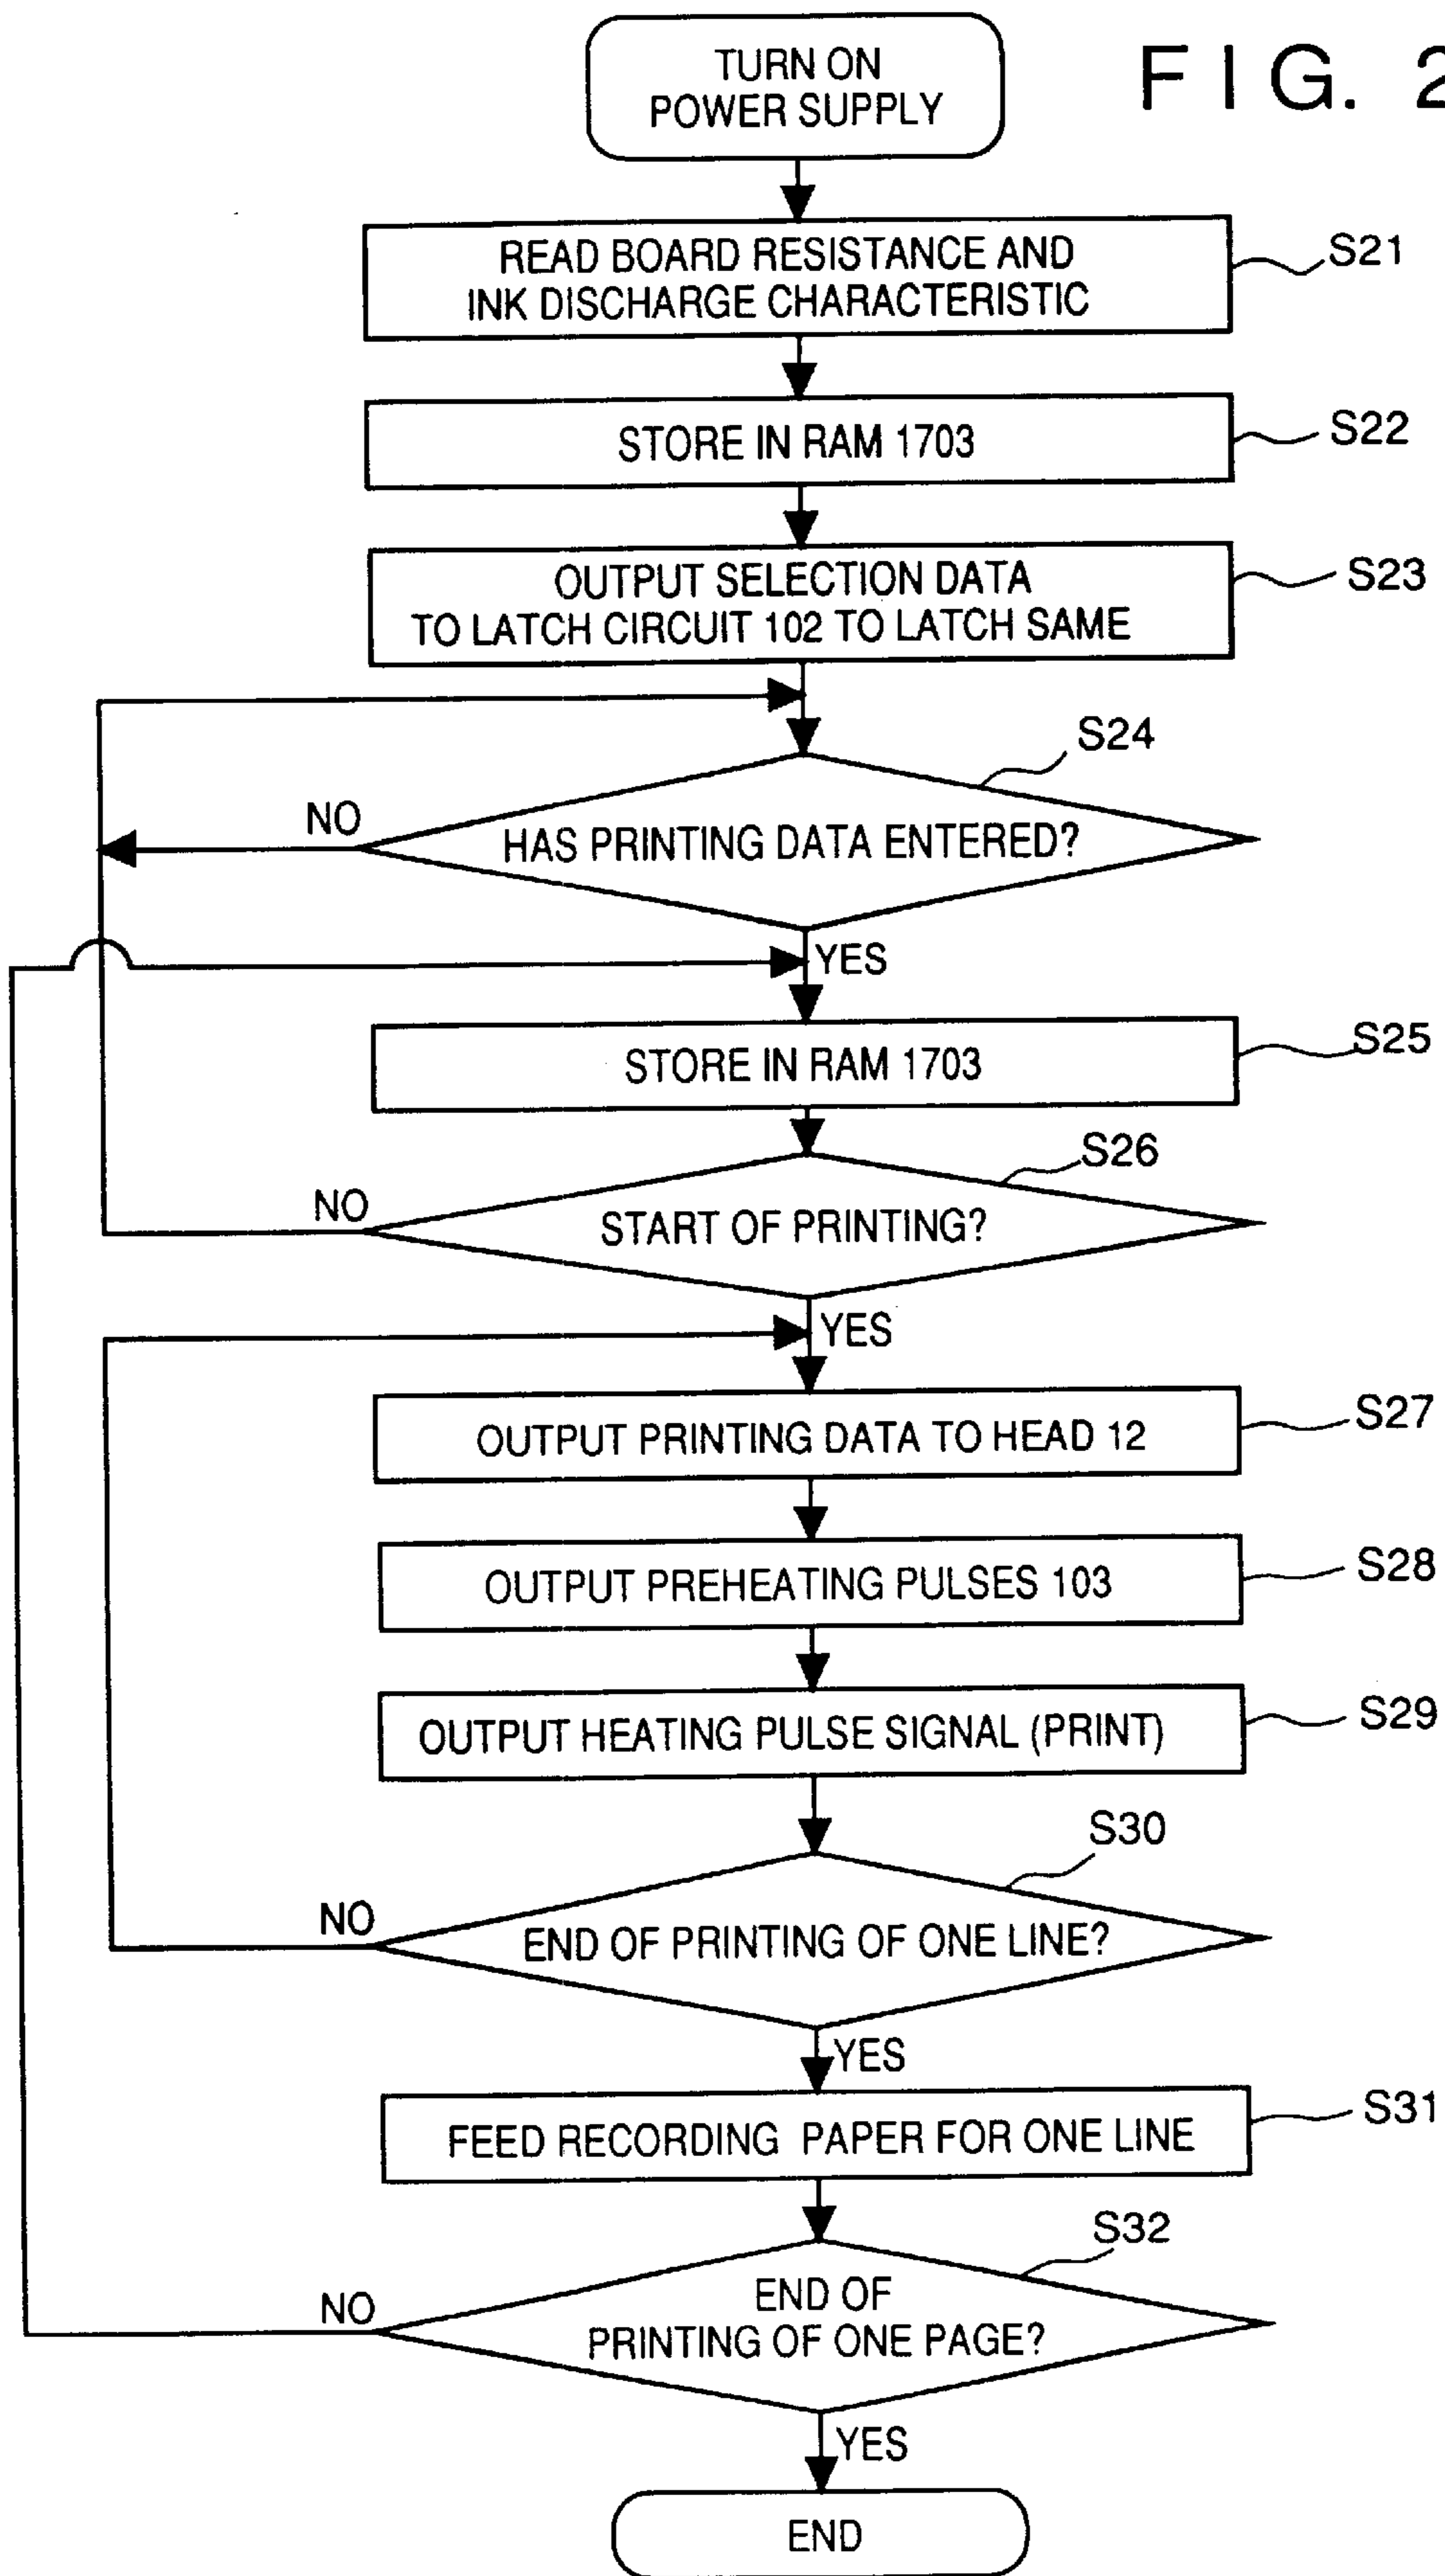 FIG. 2
TURN ON
POWER SUPPLY
READ BOARD RESISTANCE AND
INK DISCHARGE CHARACTERISTIC
S21
STORE IN RAM 1703
S22
OUTPUT SELECTION DATA
TO LATCH CIRCUIT 102 TO LATCH SAME
S23
S24
NO
HAS PRINTING DATA ENTERED?
YES
STORE IN RAM 1703
S25
S26
NO
START OF PRINTING?
YES
OUTPUT PRINTING DATA TO HEAD 12
S27
OUTPUT PREHEATING PULSES 103
S28
OUTPUT HEATING PULSE SIGNAL (PRINT)
S29
S30
NO
END OF PRINTING OF ONE LINE?
YES
FEED RECORDING PAPER FOR ONE LINE
S31
S32
NO
END OF
PRINTING OF ONE PAGE?
YES
END